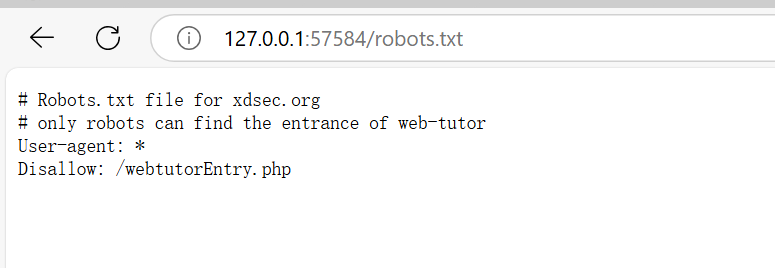 127.0.0.1:57584/robots.txt
# Robots.txt file for xdsec.org
# only robots can find the entrance of web-tutor
User-agent: *
Disallow: /webtutorEntry.php